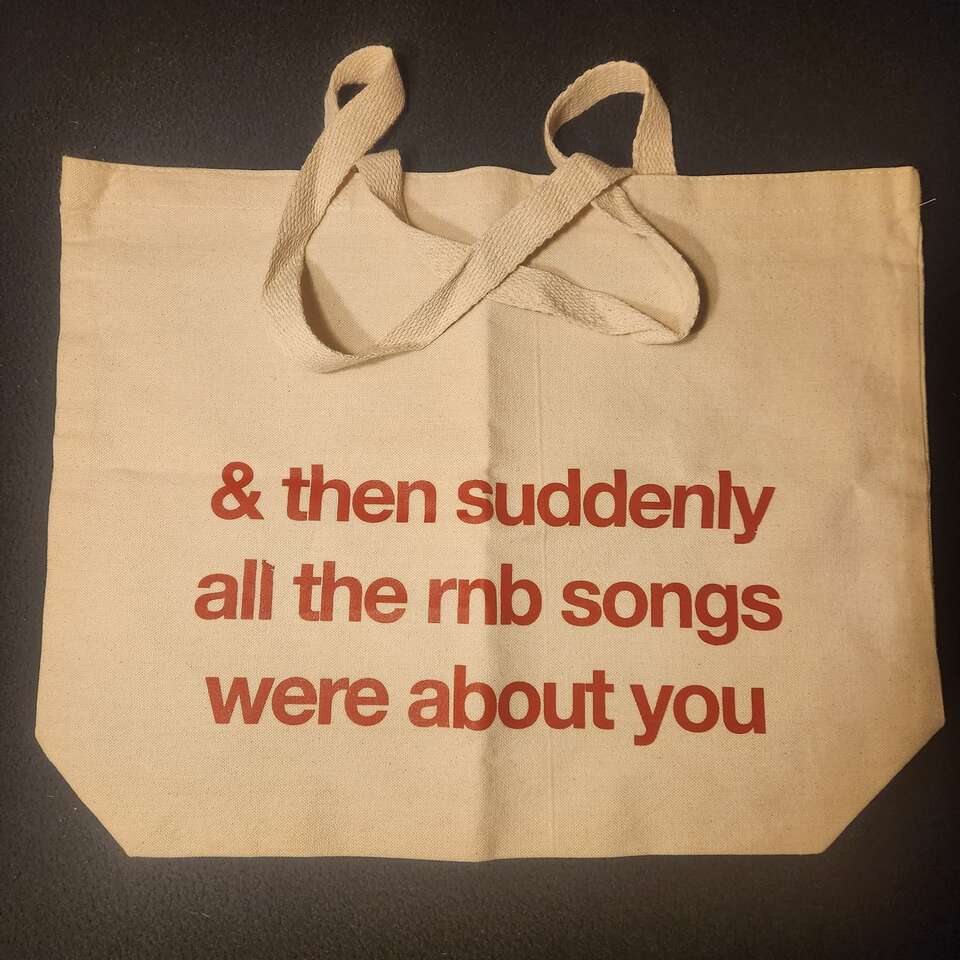 & then suddenly
all the rnb songs
were about you